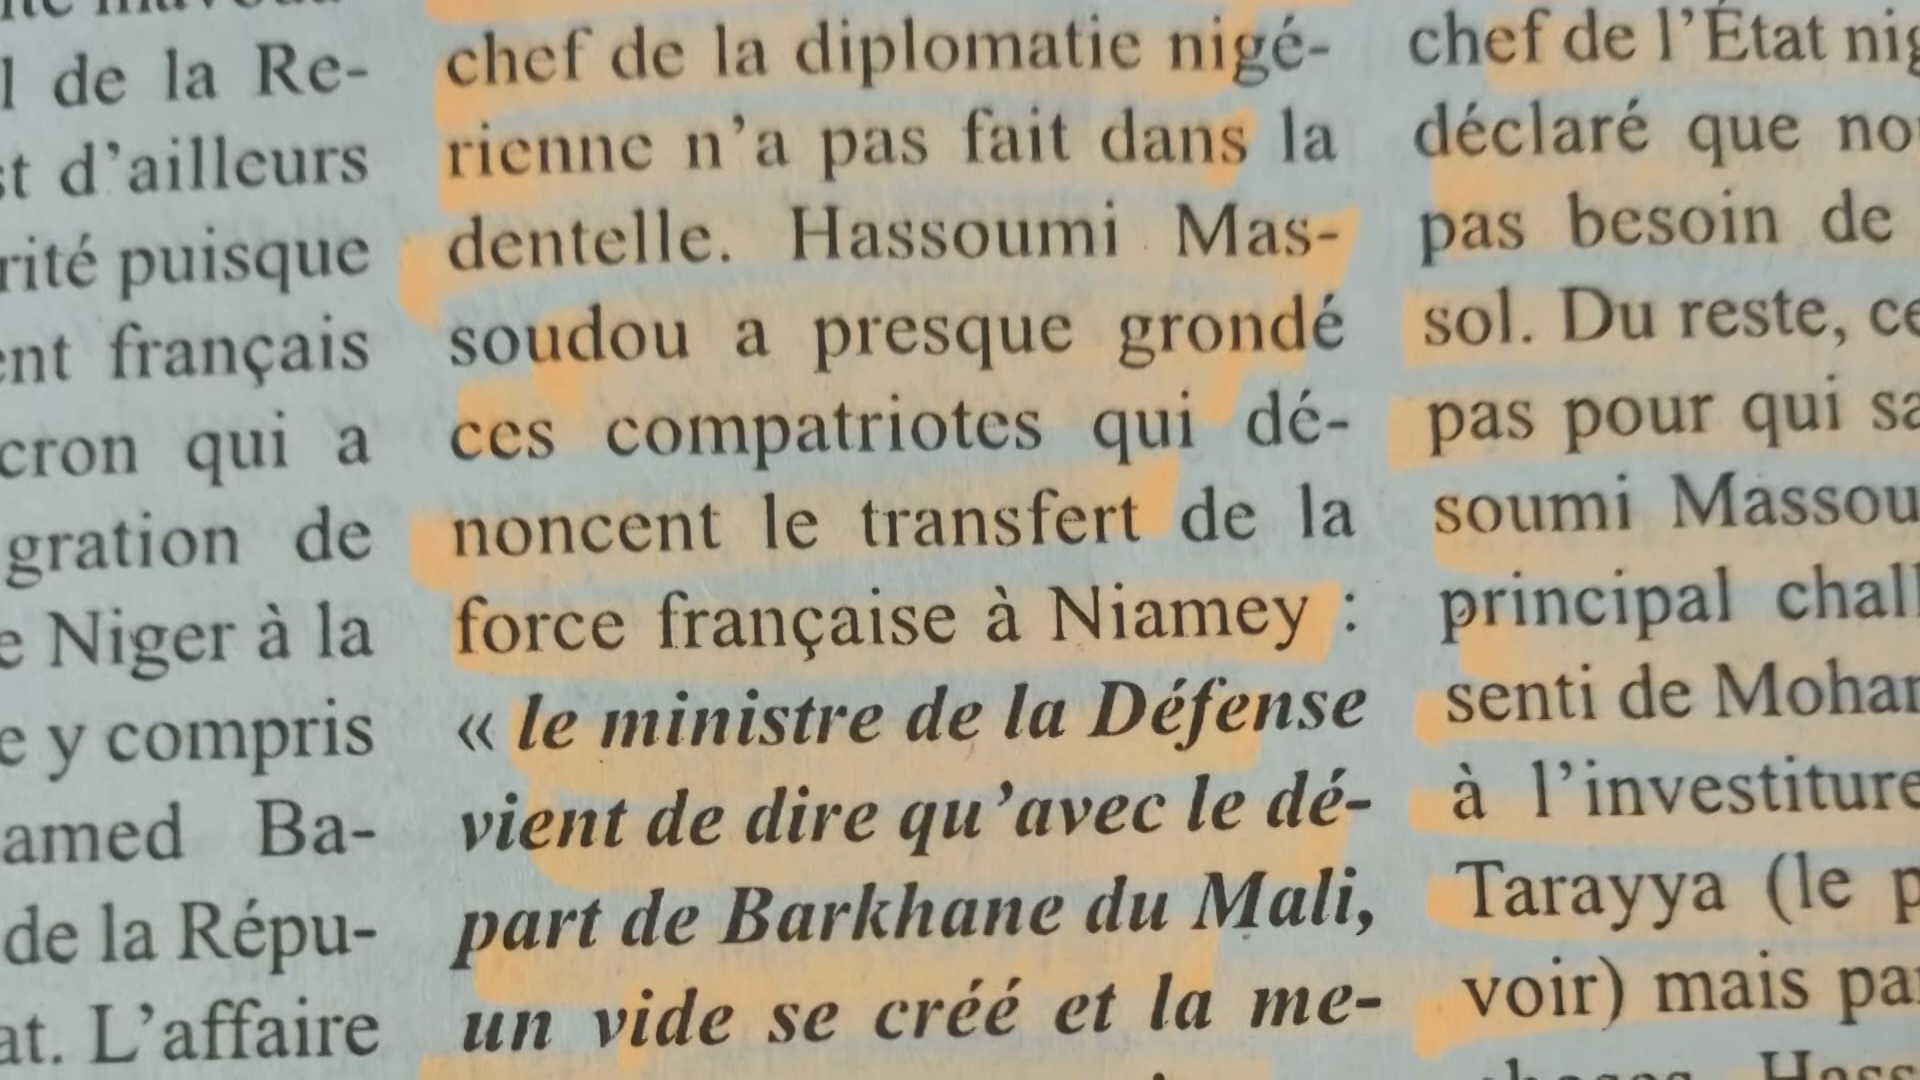 l de la Re-
st d'ailleurs
rité puisque
ent français
cron qui a
gration de
e Niger à la
e y compris
amed Ba-
de la Répu-
at. L'affaire
chef de la diplomatie nigé-
rienne n'a pas fait dans la
dentelle. Hassoumi Mas-
soudou a presque grondé
ces compatriotes qui dé-
noncent le transfert de la
force française à Niamey :
« le ministre de la Défense
vient de dire qu'avec le dé-
part de Barkhane du Mali,
un vide se créé et la me-
chef de l'État nig
déclaré que no
pas besoin de
sol. Du reste, ce
pas pour qui sa
soumi Massou
principal chall
senti de Moham
à l'investiture
Tarayya (le p
voir) mais pa